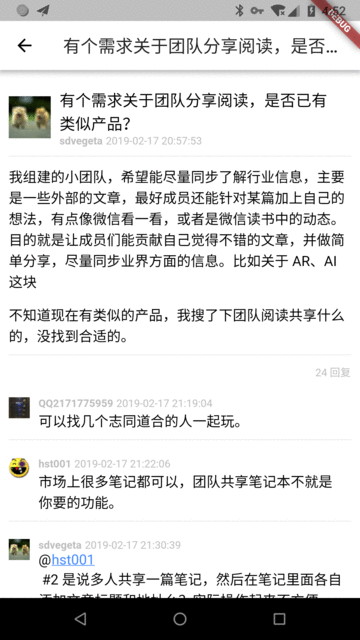 4:52
DEBUG
有个需求关于团队分享阅读，是否...
有个需求关于团队分享阅读，是否已有
类似产品？
sdvegeta 2019-02-17 20:57:53
我组建的小团队，希望能尽量同步了解行业信息，主要
是一些外部的文章，最好成员还能针对某篇加上自己的
想法，有点像微信看一看，或者是微信读书中的动态。
目的就是让成员们能贡献自己觉得不错的文章，并做简
单分享，尽量同步业界方面的信息。比如关于 AR、AI
这块
不知道现在有类似的产品，我搜了下团队阅读共享什么
的，没找到合适的。
24 回复
QQ2171775959 2019-02-17 21:19:04
可以找几个志同道合的人一起玩。
hst001 2019-02-17 21:22:06
市场上很多笔记都可以，团队共享笔记本不就是
你要的功能。
sdvegeta 2019-02-17 21:30:39
@hst001
#2 是说多人共享一篇笔记，然后在笔记里面各自